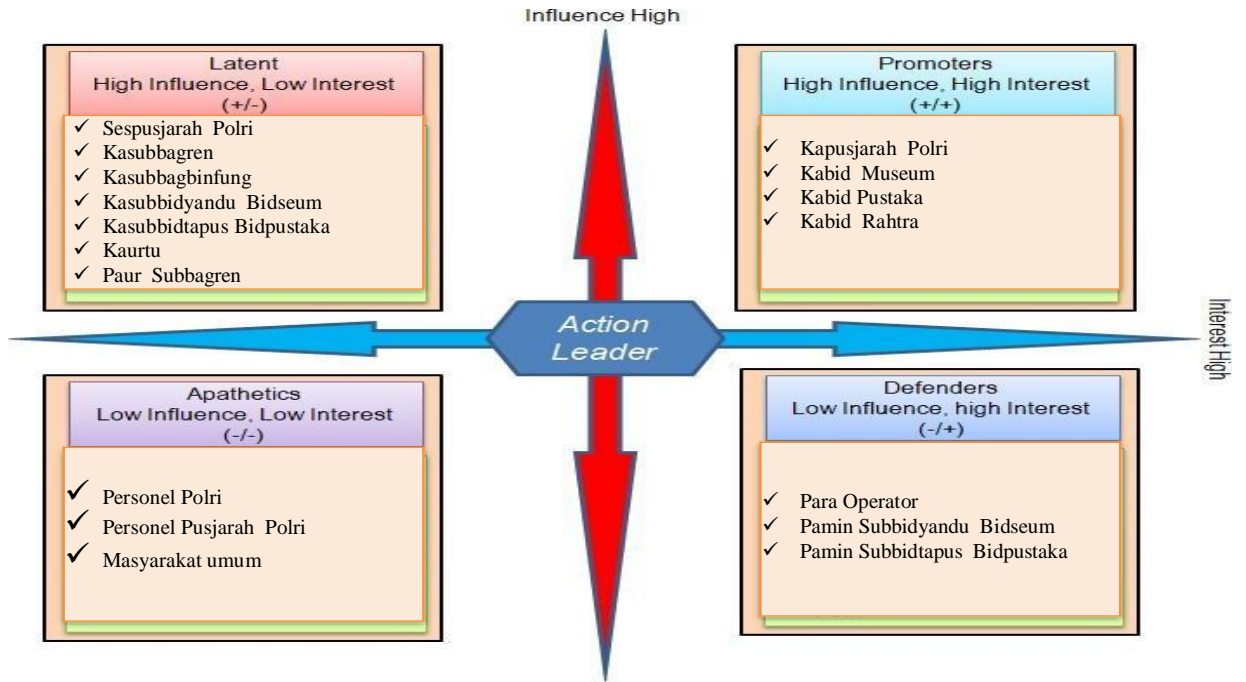 Influence High
Latent
High Influence, Low Interest
(+/-)
✓ Sespusjarah Polri
✓ Kasubbagren
✓ Kasubbagbinfung
✓ Kasubbidyandu Bidseum
✓ Kasubbidtapus Bidpustaka
✓ Kaurtu
✓ Paur Subbagren
Promoters
High Influence, High Interest
(+/+)
✓ Kapusjarah Polri
✓ Kabid Museum
✓ Kabid Pustaka
✓ Kabid Rahtra
Action
Leader
Interest High
Apathetics
Low Influence, Low Interest
(-/-)
✓ Personel Polri
✓ Personel Pusjarah Polri
✓ Masyarakat umum
Defenders
Low Influence, high Interest
(-/+)
✓ Para Operator
✓ Pamin Subbidyandu Bidseum
✓ Pamin Subbidtapus Bidpustaka